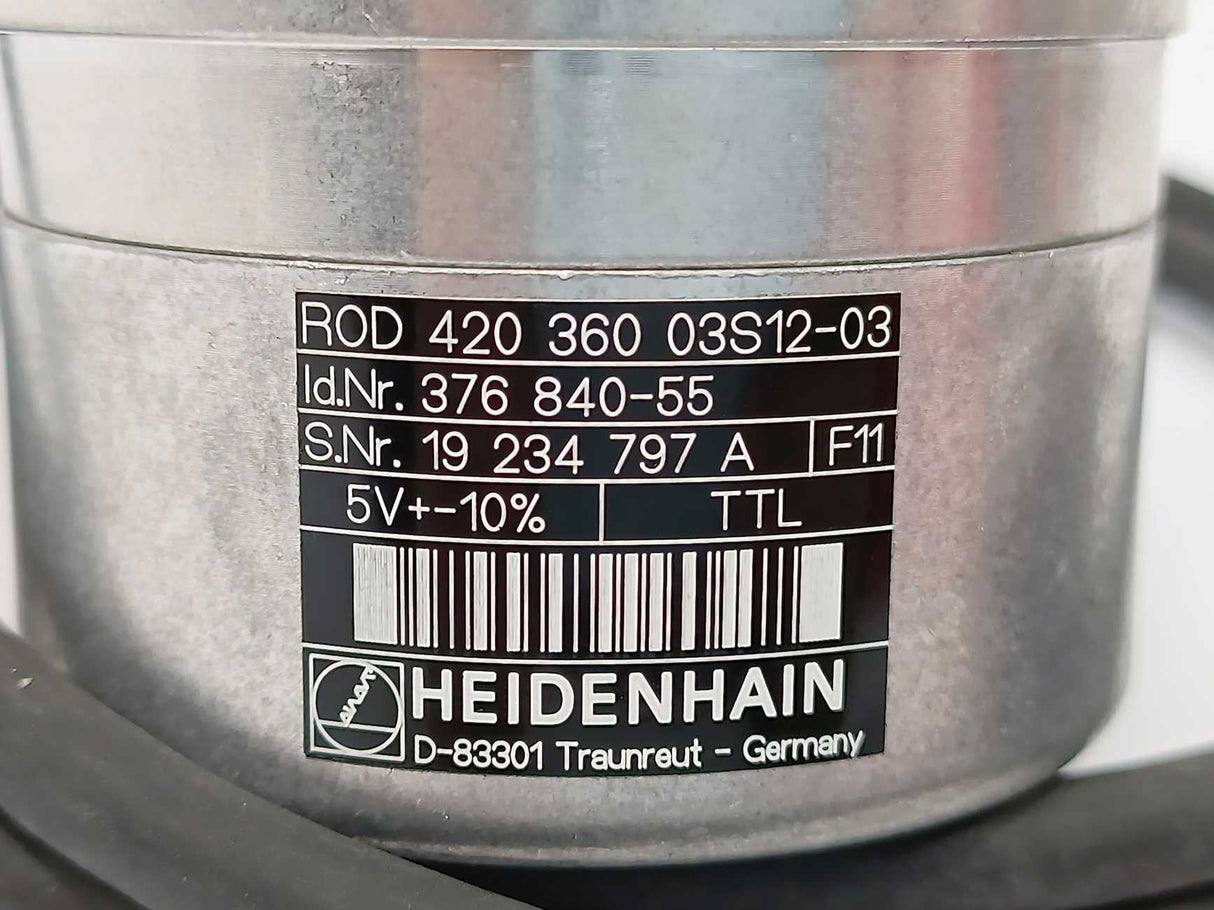 ROD 420 360 03S12-03
Id.Nr. 376 840-55
S.Nr. 19 234 797 A F11
5V+-10% TTL
HEIDENHAIN
D-83301 Traunreut - Germany